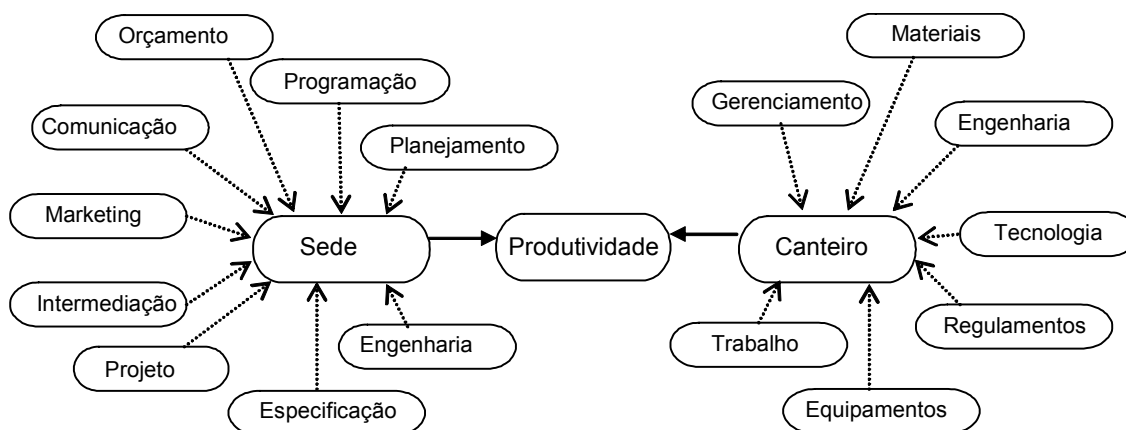 Orçamento
Materiais
Programação
Gerenciamento
Comunicação
Engenharia
Planejamento
Marketing
Tecnologia
Sede
Produtividade
Canteiro
Intermediação
Regulamentos
Projeto
Engenharia
Trabalho
Especificação
Equipamentos